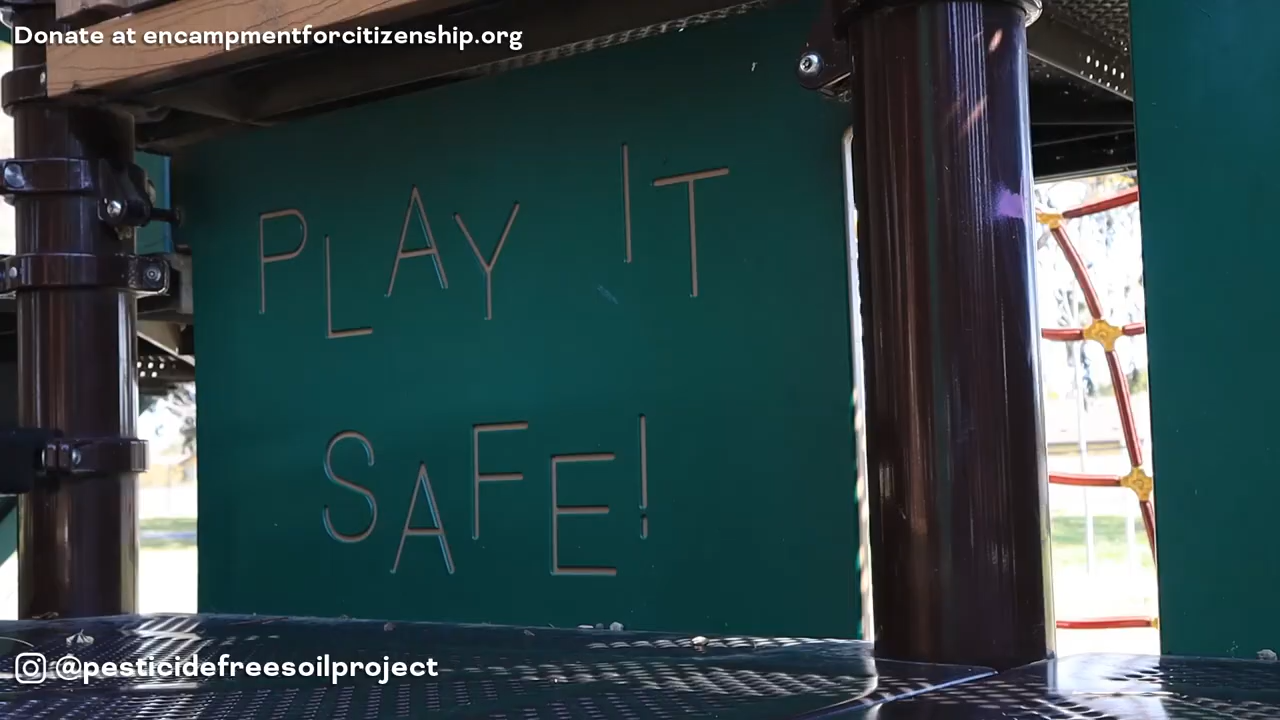 Donate at encampmentforcitizenship.org
PLAY IT
SAFE!
@pesticidefreesoilproject